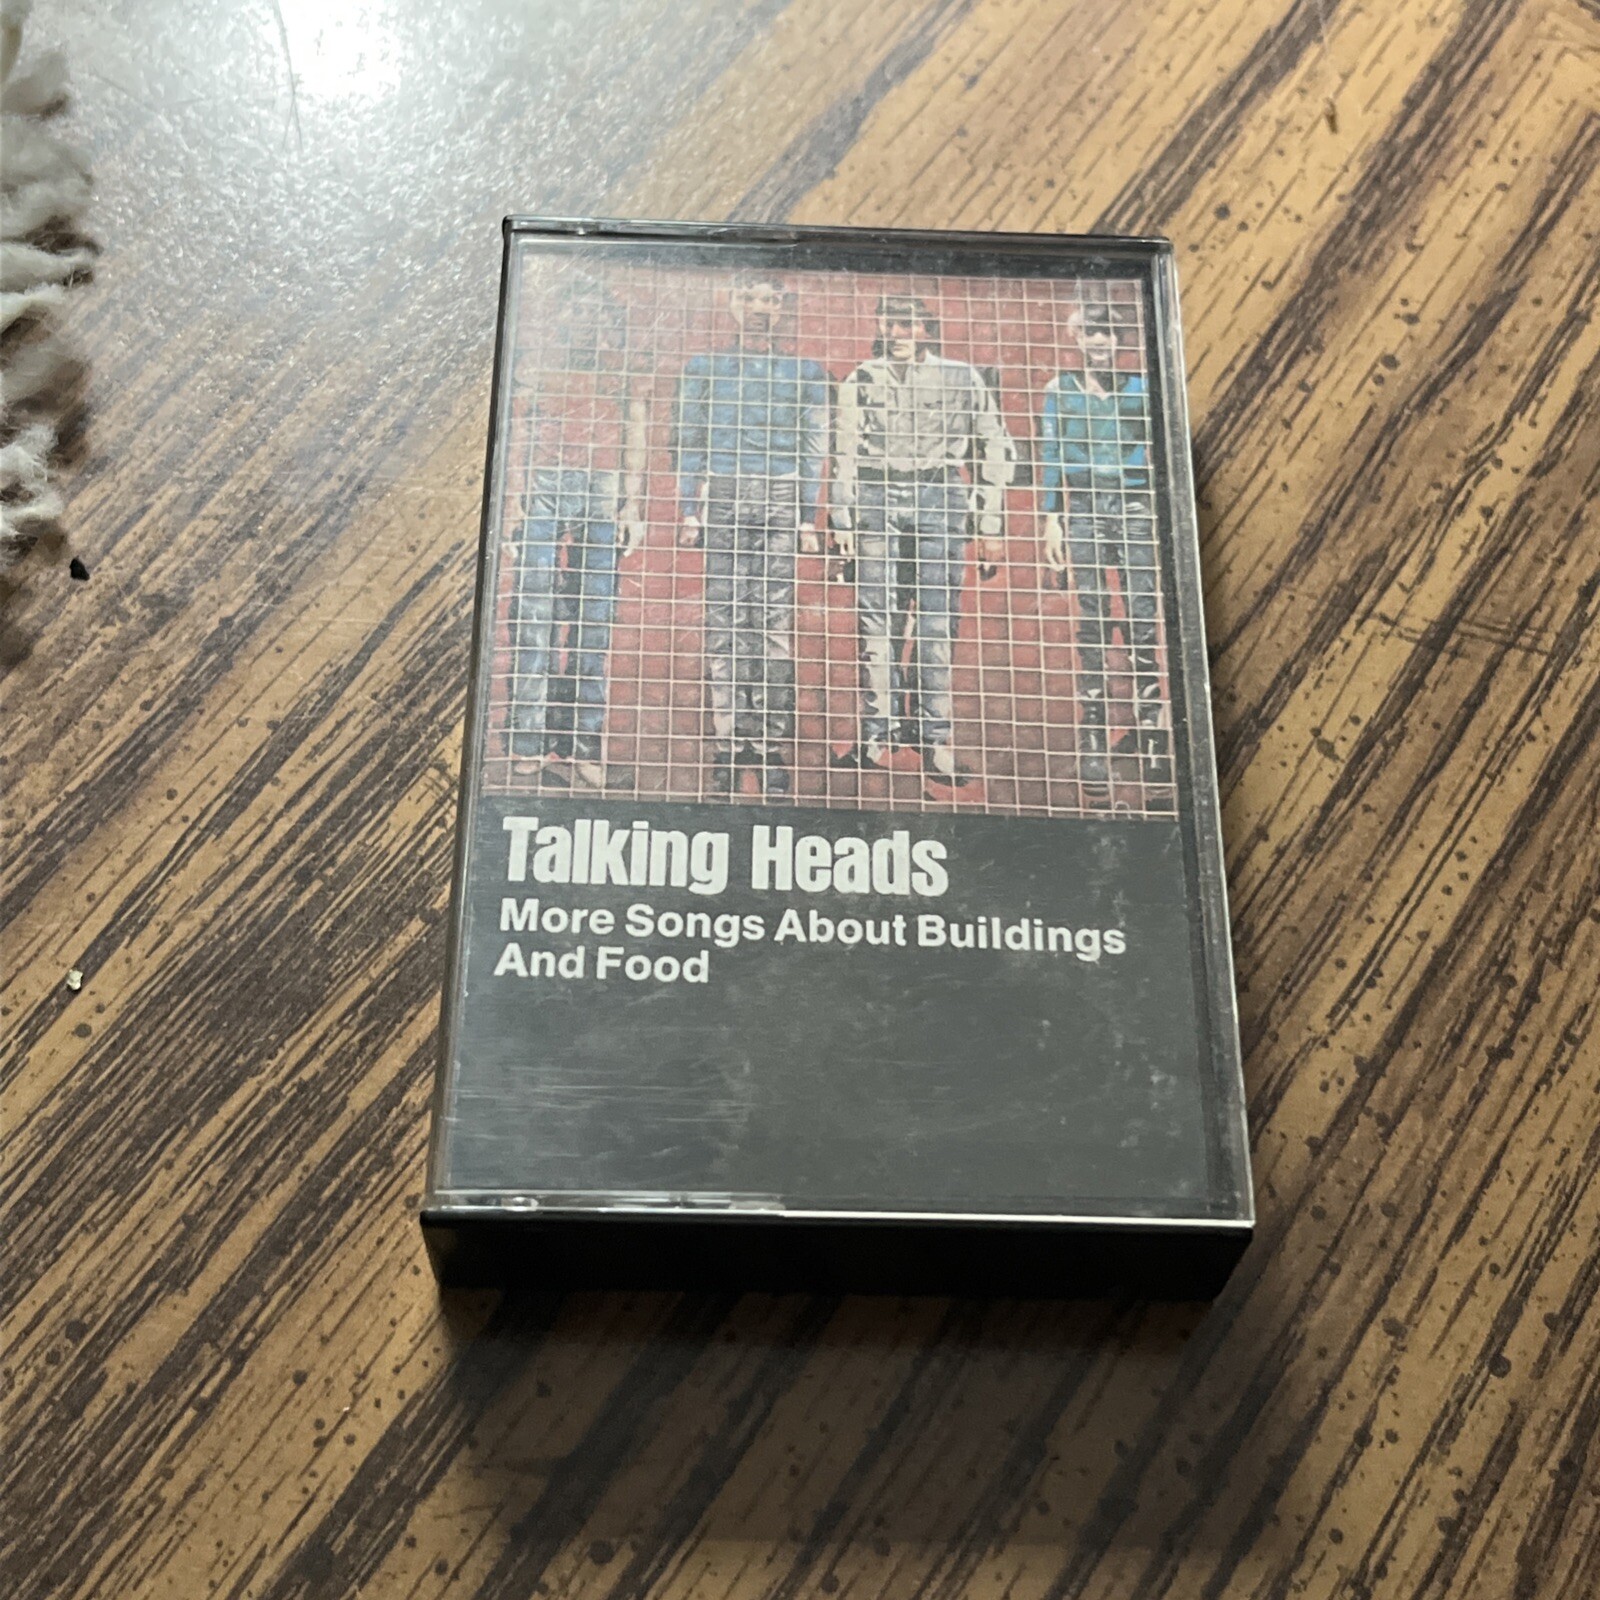 Talking Heads
More Songs About Buildings
And Food